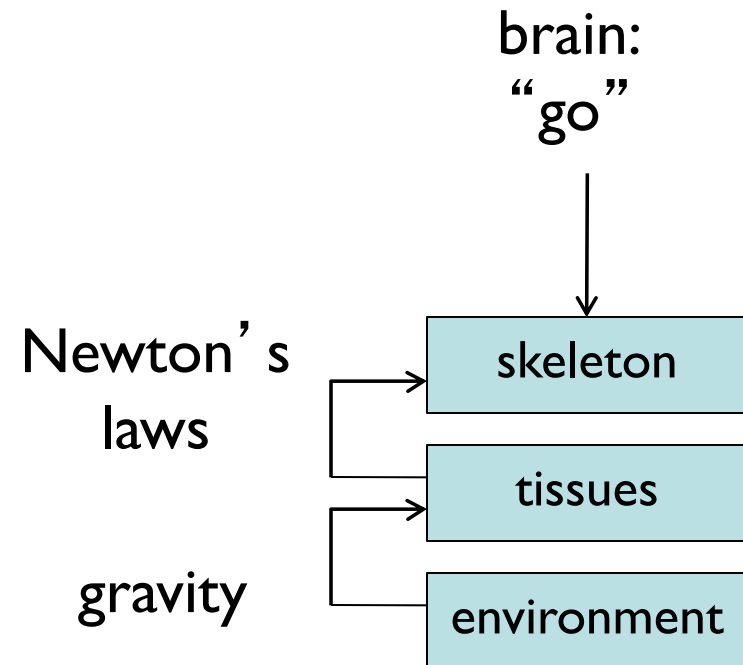 brain:
“go”
Newton’s
laws
skeleton
tissues
gravity
environment